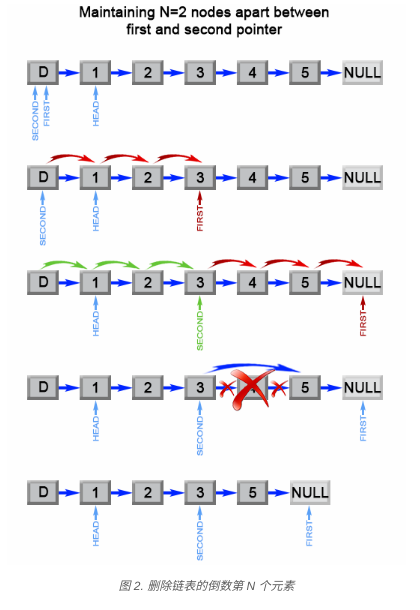 Maintaining N=2 nodes apart between
first and second pointer
D 1 2 3 4 5 NULL
SECOND FIRST HEAD
D 1 2 3 4 5 NULL
SECOND HEAD FIRST
D 1 2 3 4 5 NULL
HEAD SECOND FIRST
D 1 2 3 5 NULL
HEAD SECOND FIRST
D 1 2 3 5 NULL
HEAD SECOND FIRST
图 2. 删除链表的倒数第 N 个元素